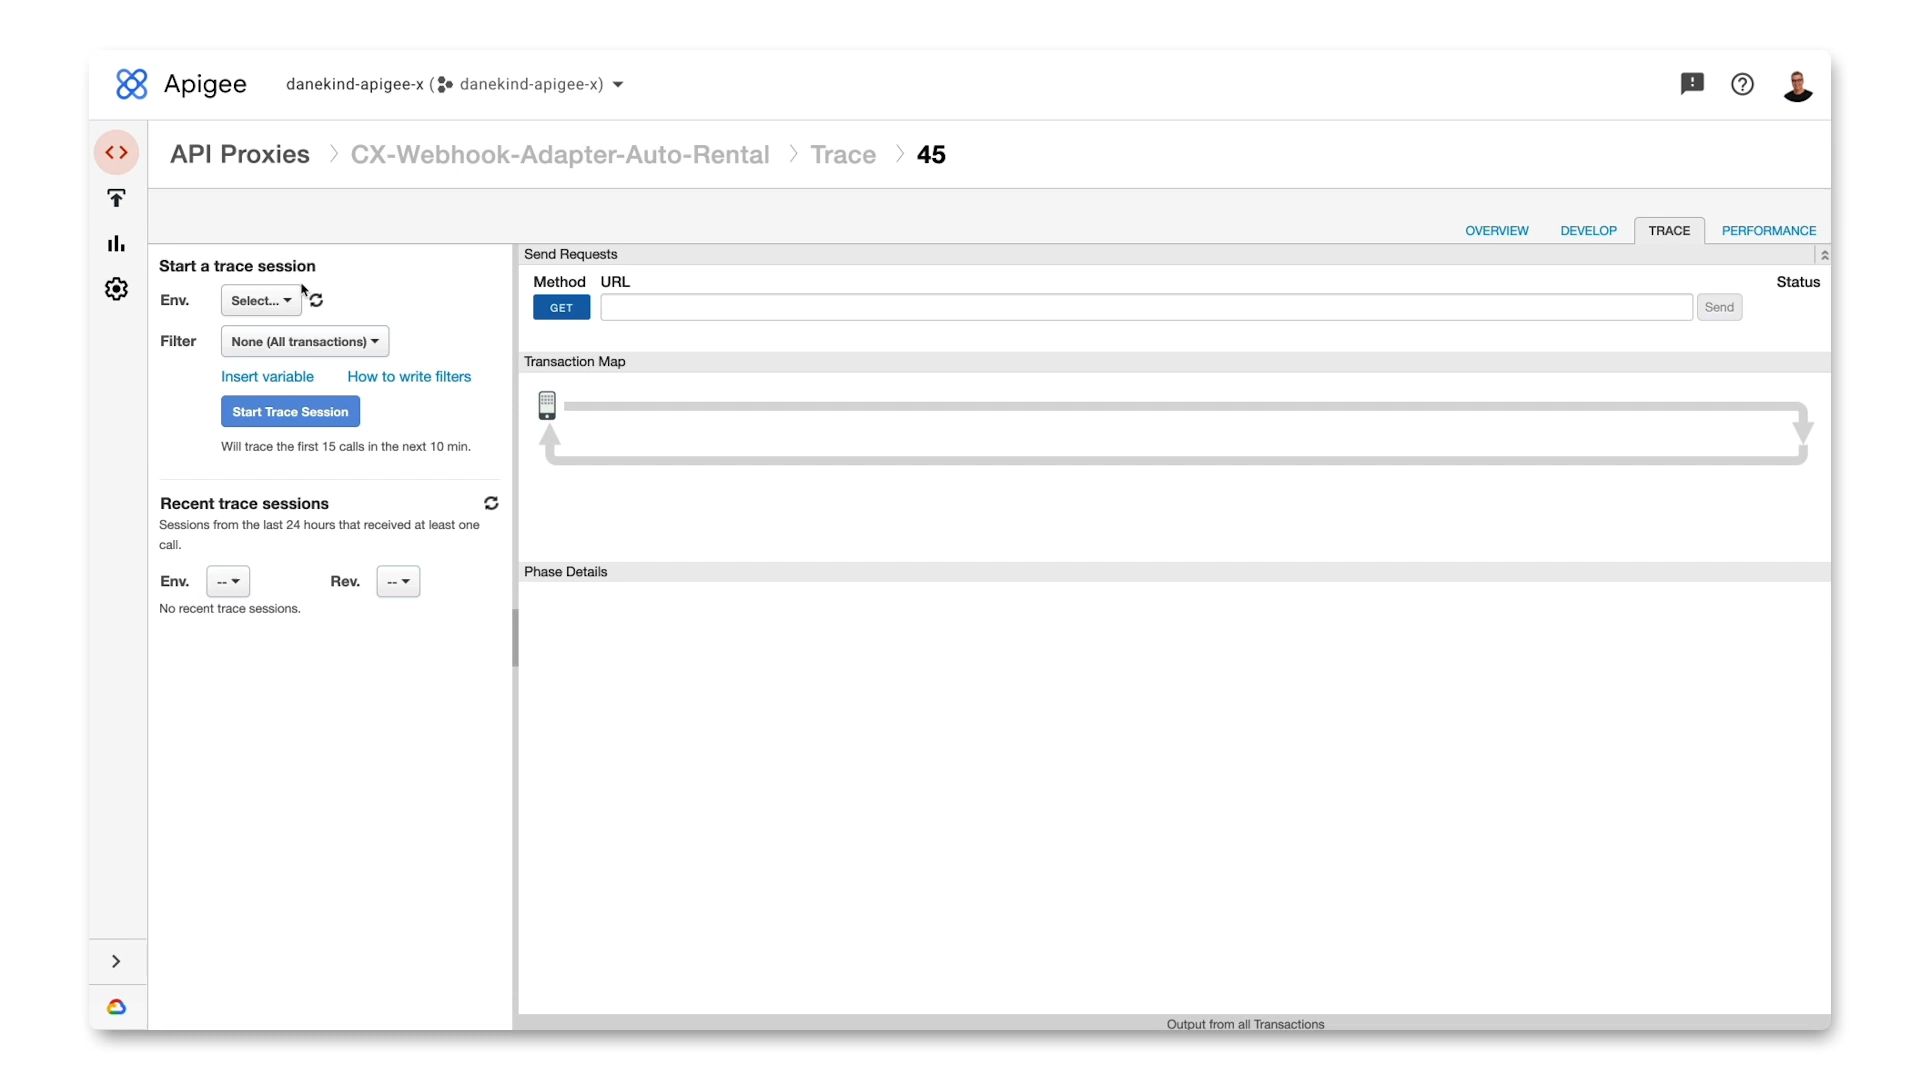 Apigee
danekind-apigee-x ( danekind-apigee-x)
API Proxies > CX-Webhook-Adapter-Auto-Rental > Trace > 45
OVERVIEW DEVELOP TRACE PERFORMANCE
Start a trace session
Env. Select...
Filter None (All transactions)
Insert variable How to write filters
Start Trace Session
Will trace the first 15 calls in the next 10 min.
Recent trace sessions
Sessions from the last 24 hours that received at least one
call.
Env. -- Rev. --
No recent trace sessions.
Send Requests
Method URL Status
GET Send
Transaction Map
Phase Details
Output from all Transactions